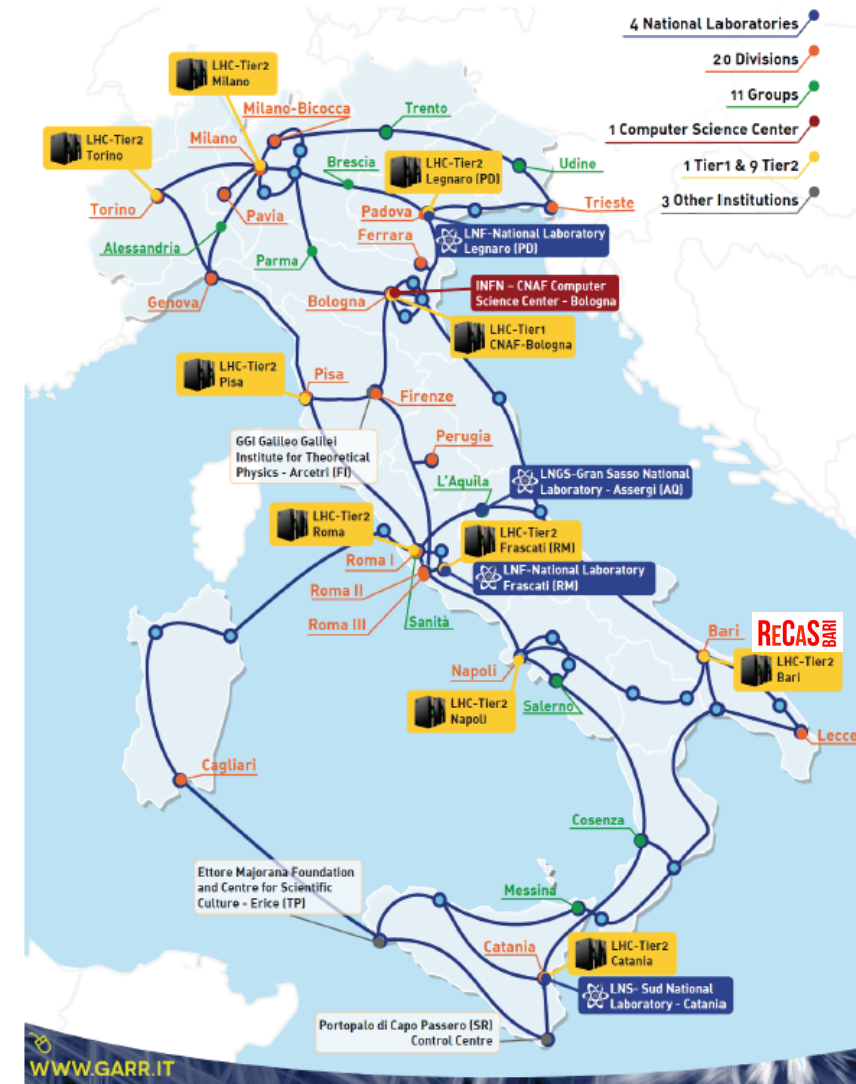 4 National Laboratories
20 Divisions
11 Groups
1 Computer Science Center
1 Tier1 & 9 Tier2
3 Other Institutions
LHC-Tier2
Milano
Milano-Bicocca
Trento
LHC-Tier2
Torino
Milano
Brescia
LHC-Tier2
Legnaro (PD)
Udine
Torino
Pavia
Padova
Trieste
Alessandria
Ferrara
LNF-National Laboratory
Legnaro (PD)
Parma
Genova
Bologna
INFN - CNAF Computer
Science Center - Bologna
LHC-Tier1
CNAF-Bologna
LHC-Tier2
Pisa
Pisa
Firenze
GGI Galileo Galilei
Institute for Theoretical
Physics - Arcetri (FI)
Perugia
L'Aquila
LNGS-Gran Sasso National
Laboratory - Assergi (AQ)
LHC-Tier2
Roma
LHC-Tier2
Frascati (RM)
Roma I
LNF-National Laboratory
Frascati (RM)
Roma II
Roma III
Sanità
Bari
ReCaS BARI
LHC-Tier2
Bari
Napoli
LHC-Tier2
Napoli
Salerno
Lecce
Cagliari
Cosenza
Ettore Majorana Foundation
and Centre for Scientific
Culture - Erice (TP)
Messina
Catania
LHC-Tier2
Catania
LNS- Sud National
Laboratory - Catania
Portopalo di Capo Passero (SR)
Control Centre
WWW.GARR.IT